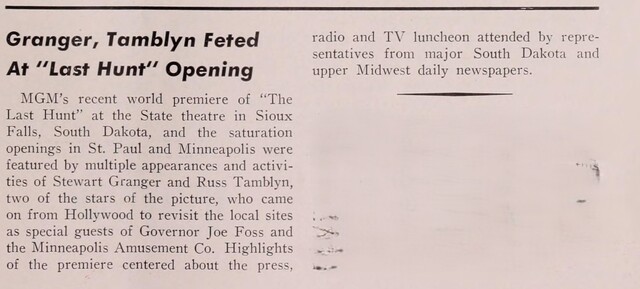 Granger, Tamblyn Feted
At "Last Hunt" Opening
MGM's recent world premiere of "The
Last Hunt" at the State theatre in Sioux
Falls, South Dakota, and the saturation
openings in St. Paul and Minneapolis were
featured by multiple appearances and activi-
ties of Stewart Granger and Russ Tamblyn,
two of the stars of the picture, who came
on from Hollywood to revisit the local sites
as special guests of Governor Joe Foss and
the Minneapolis Amusement Co. Highlights
of the premiere centered about the press,
radio and TV luncheon attended by repre-
sentatives from major South Dakota and
upper Midwest daily newspapers.